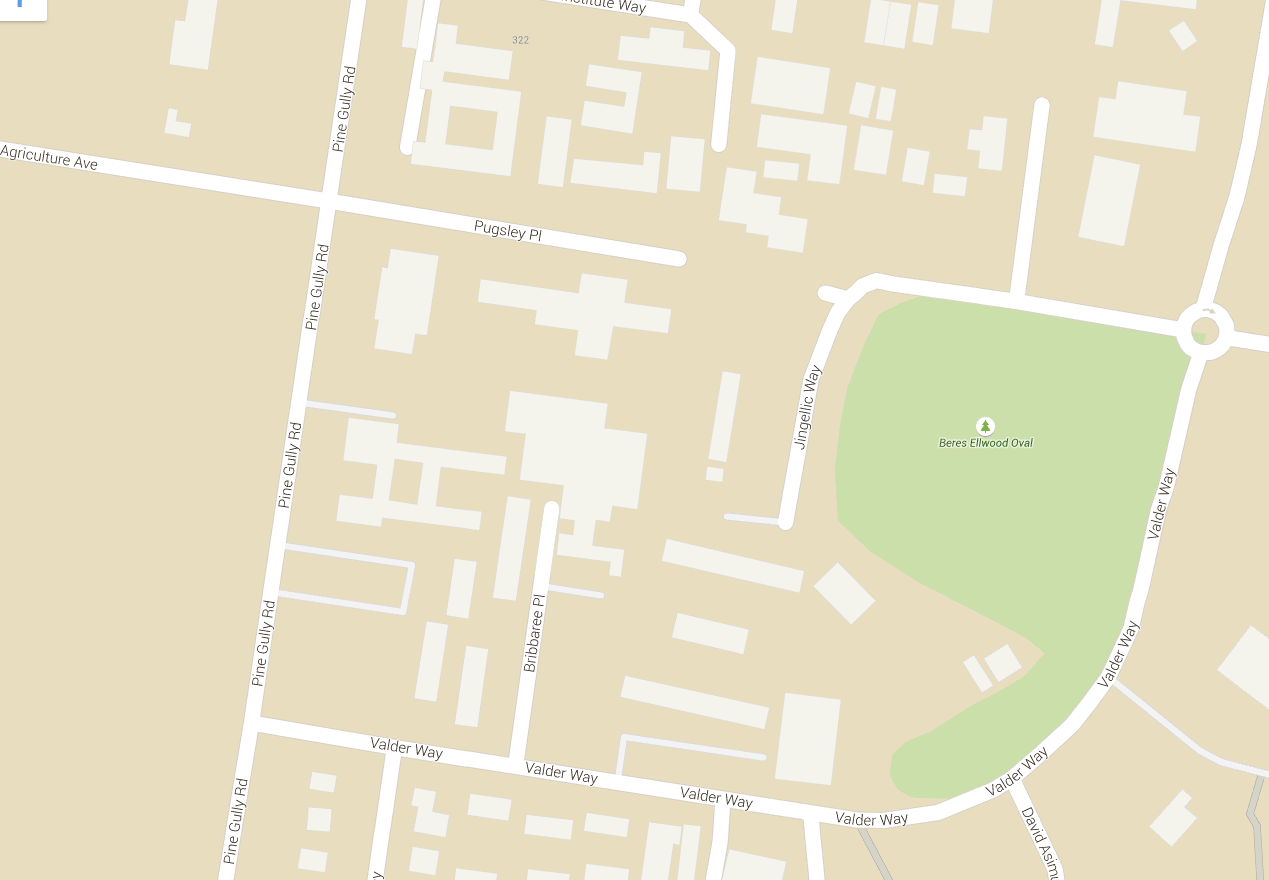 Institute Way
322
Pine Gully Rd
Agriculture Ave
Pugsley Pl
Pine Gully Rd
Jingellic Way
Beres Ellwood Oval
Pine Gully Rd
Valder Way
Pine Gully Rd
Bribbaree Pl
Valder Way
Valder Way
Valder Way
Valder Way
Valder Way
Valder Way
Pine Gully Rd
David Asimu